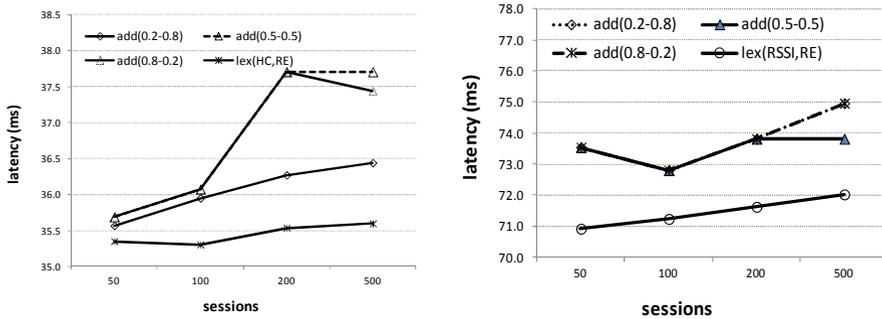 38.5
38.0
37.5
37.0
36.5
36.0
35.5
35.0
latency (ms)
add(0.2-0.8) add(0.5-0.5)
add(0.8-0.2) lex(HC,RE)
50 100 200 500
sessions
78.0
77.0
76.0
75.0
74.0
73.0
72.0
71.0
70.0
latency (ms)
add(0.2-0.8) add(0.5-0.5)
add(0.8-0.2) lex(RSSI,RE)
50 100 200 500
sessions